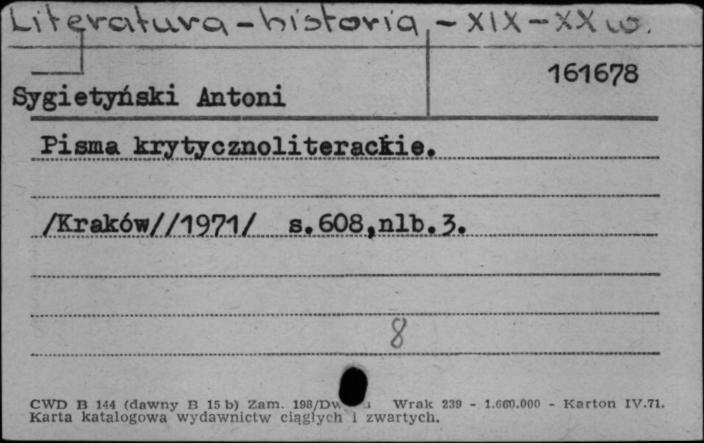 Literatura - historia - XIX - XX w.
161678
Sygietyński Antoni
Pisma krytycznoliterackie.
/Kraków//1971/ s.608,nlb.3.
8
CWD B 144 (dawny B 15 b) Zam. 198/Dw Wrak 239 - 1.660.000 - Karton IV.71.
Karta katalogowa wydawnictw ciągłych i zwartych.